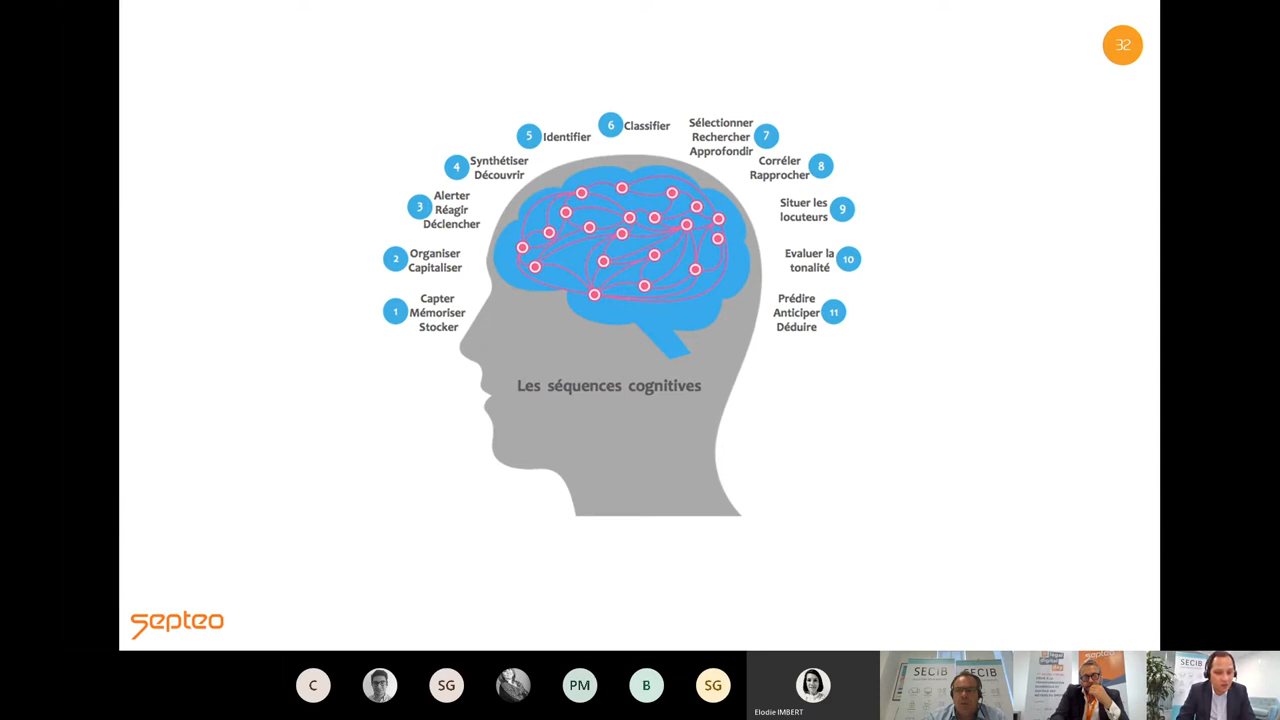 32
6 Classifier
5 Identifier
Sélectionner
Rechercher
Approfondir
7
4 Synthétiser
Découvrir
Corréler
Rapprocher
8
3 Alerter
Réagir
Déclencher
Situer les
locuteurs
9
2 Organiser
Capitaliser
Evaluer la
tonalité
10
1 Capter
Mémoriser
Stocker
Prédire
Anticiper
Déduire
11
Les séquences cognitives
septeo
C
SG
PM
B
SG
Elodie IMBERT
SECIB
SECIB
septeo
SECIB